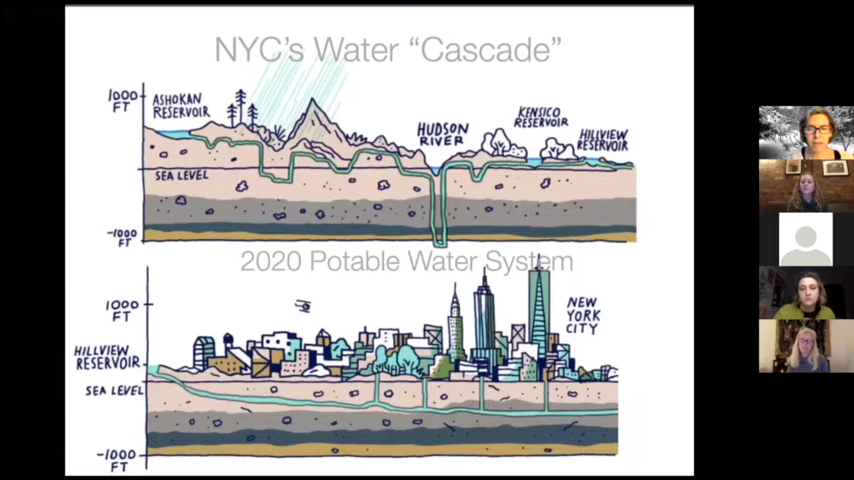 NYC's Water "Cascade"
1000
FT
ASHOKAN
RESERVOIR
HUDSON
RIVER
KENSICO
RESERVOIR
HILLVIEW
RESERVOIR
SEA LEVEL
-1000
FT
2020 Potable Water System
1000
FT
NEW
YORK
CITY
HILLVIEW
RESERVOIR
SEA LEVEL
-1000
FT